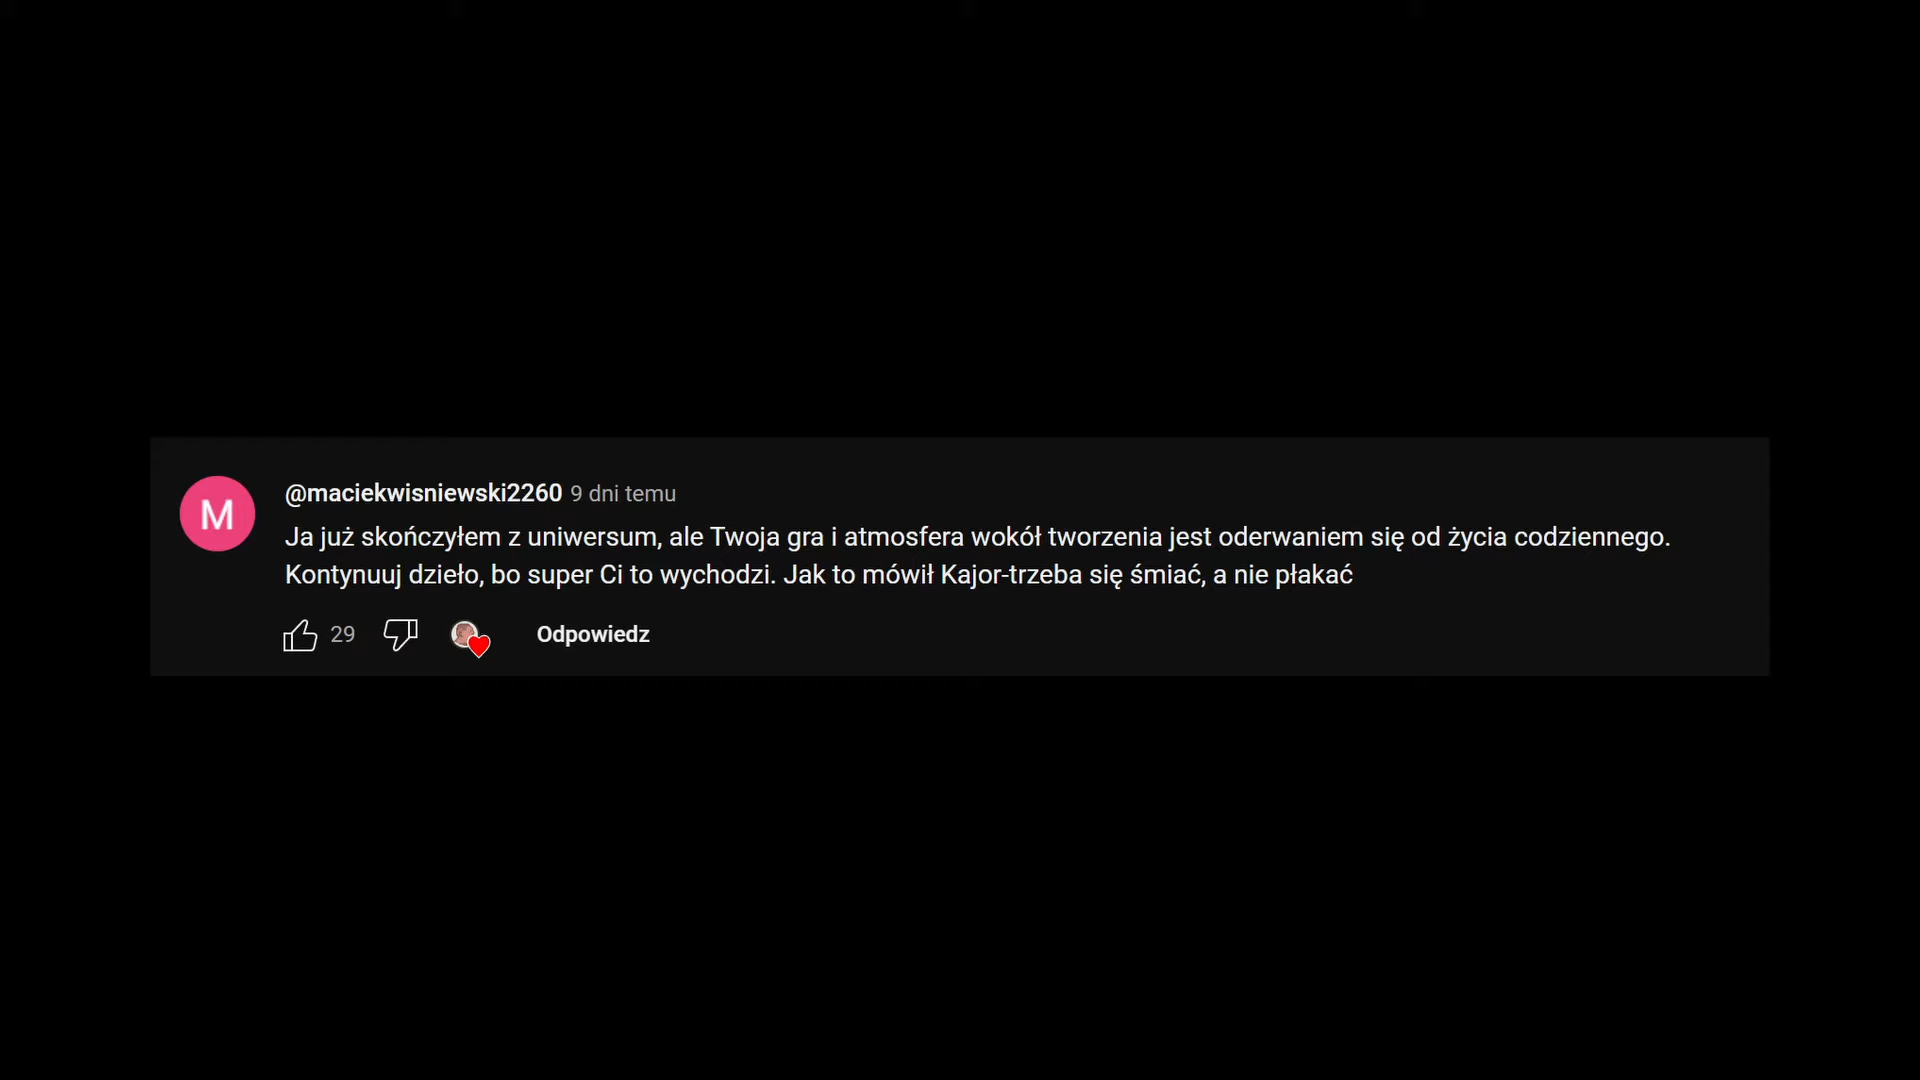 M
@maciekwisniewski2260 9 dni temu
Ja już skończyłem z uniwersum, ale Twoja gra i atmosfera wokół tworzenia jest oderwaniem się od życia codziennego.
Kontynuuj dzieło, bo super Ci to wychodzi. Jak to mówił Kajor-trzeba się śmiać, a nie płakać
29 Odpowiedz